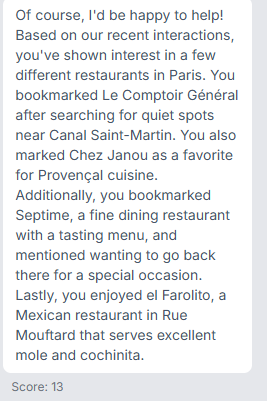 Of course, I'd be happy to help!
Based on our recent interactions,
you've shown interest in a few
different restaurants in Paris. You
bookmarked Le Comptoir Général
after searching for quiet spots
near Canal Saint-Martin. You also
marked Chez Janou as a favorite
for Provençal cuisine.
Additionally, you bookmarked
Septime, a fine dining restaurant
with a tasting menu, and
mentioned wanting to go back
there for a special occasion.
Lastly, you enjoyed el Farolito, a
Mexican restaurant in Rue
Mouftard that serves excellent
mole and cochinita.
Score: 13